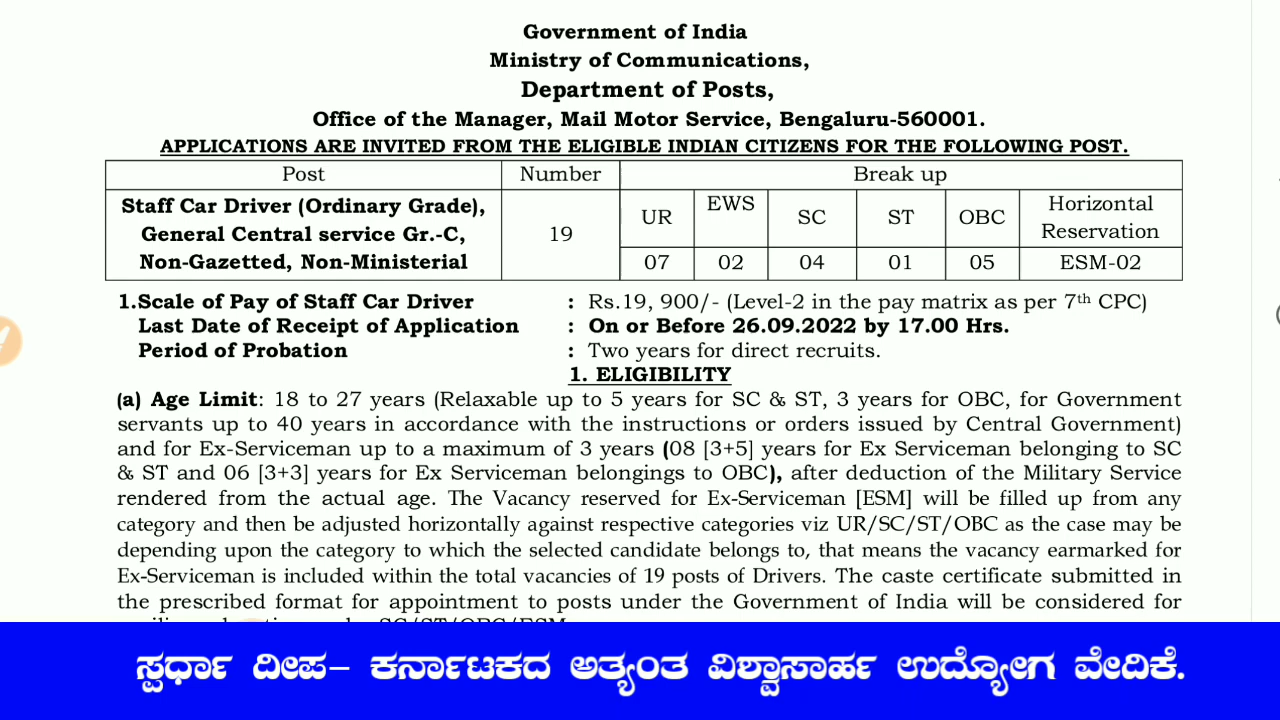 Government of India
Ministry of Communications,
Department of Posts,
Office of the Manager, Mail Motor Service, Bengaluru-560001.
APPLICATIONS ARE INVITED FROM THE ELIGIBLE INDIAN CITIZENS FOR THE FOLLOWING POST.
Post Number Break up
Staff Car Driver (Ordinary Grade), General Central service Gr.-C, Non-Gazetted, Non-Ministerial
19
UR EWS SC ST OBC Horizontal Reservation
07 02 04 01 05 ESM-02
1.Scale of Pay of Staff Car Driver : Rs.19, 900/- (Level-2 in the pay matrix as per 7th CPC)
Last Date of Receipt of Application : On or Before 26.09.2022 by 17.00 Hrs.
Period of Probation : Two years for direct recruits.
1. ELIGIBILITY
(a) Age Limit: 18 to 27 years (Relaxable up to 5 years for SC & ST, 3 years for OBC, for Government
servants up to 40 years in accordance with the instructions or orders issued by Central Government)
and for Ex-Serviceman up to a maximum of 3 years (08 [3+5] years for Ex Serviceman belonging to SC
& ST and 06 [3+3] years for Ex Serviceman belongings to OBC), after deduction of the Military Service
rendered from the actual age. The Vacancy reserved for Ex-Serviceman [ESM] will be filled up from any
category and then be adjusted horizontally against respective categories viz UR/SC/ST/OBC as the case may be
depending upon the category to which the selected candidate belongs to, that means the vacancy earmarked for
Ex-Serviceman is included within the total vacancies of 19 posts of Drivers. The caste certificate submitted in
the prescribed format for appointment to posts under the Government of India will be considered for
ಸ್ಪರ್ಧಾ ದೀಪ– ಕರ್ನಾಟಕದ ಅತ್ಯಂತ ವಿಶ್ವಾಸಾರ್ಹ ಉದ್ಯೋಗ ವೇದಿಕೆ.